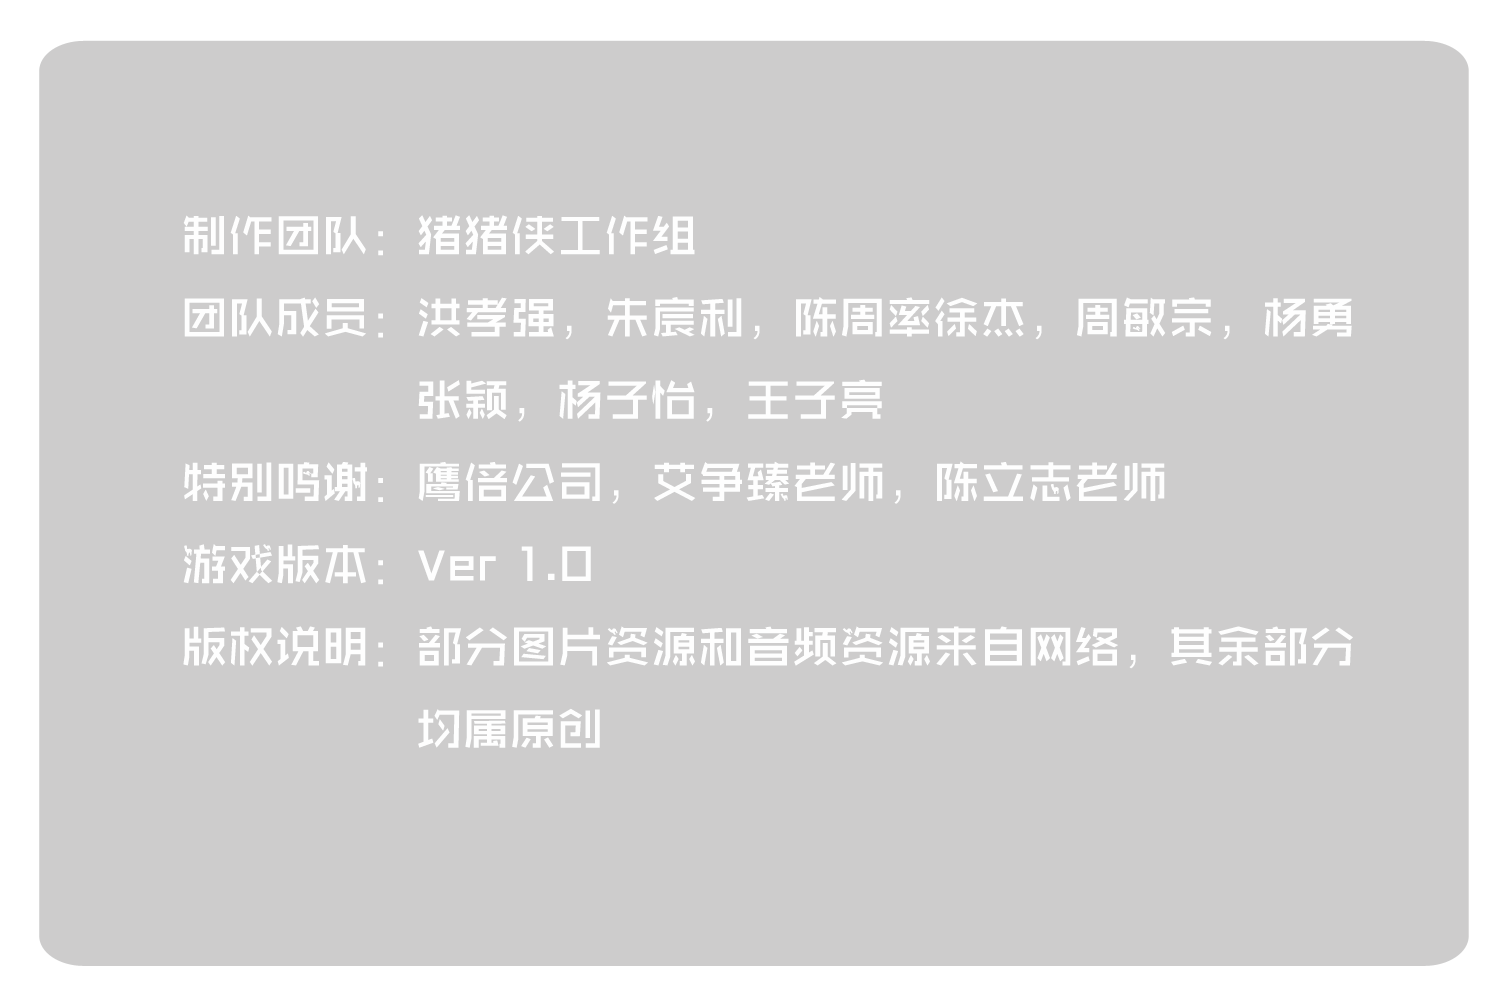 制作团队：猪猪侠工作组
团队成员：洪孝强，朱宸利，陈周率徐杰，周敏宗，杨勇
张颖，杨子怡，王子亮
特别鸣谢：鹰倍公司，艾争臻老师，陈立志老师
游戏版本：Ver 1.0
版权说明：部分图片资源和音频资源来自网络，其余部分
均属原创